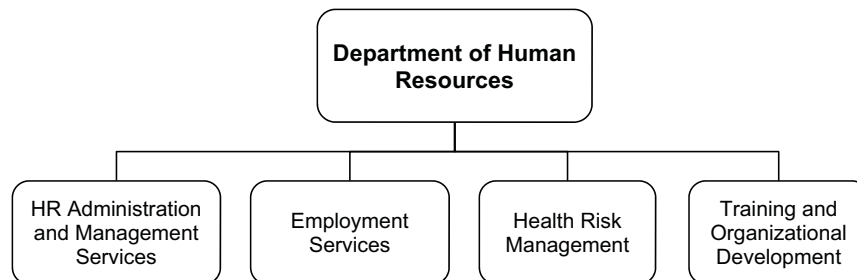 Department of Human
Resources
HR Administration
and Management
Services
Employment
Services
Health Risk
Management
Training and
Organizational
Development